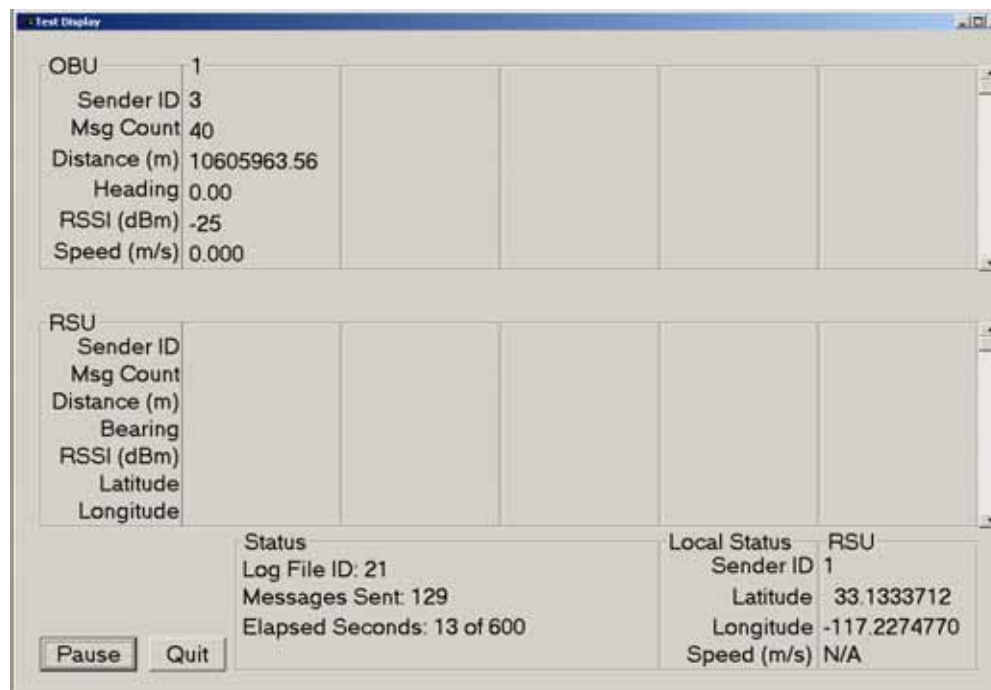 Test Display
OBU 1
Sender ID 3
Msg Count 40
Distance (m) 10605963.56
Heading 0.00
RSSI (dBm) -25
Speed (m/s) 0.000
RSU
Sender ID
Msg Count
Distance (m)
Bearing
RSSI (dBm)
Latitude
Longitude
Status
Log File ID: 21
Messages Sent: 129
Elapsed Seconds: 13 of 600
Local Status RSU
Sender ID 1
Latitude 33.1333712
Longitude -117.2274770
Speed (m/s) N/A
Pause Quit